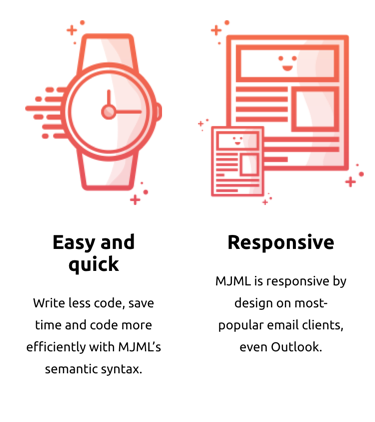 Easy and
quick
Write less code, save
time and code more
efficiently with MJML's
semantic syntax.
Responsive
MJML is responsive by
design on most-
popular email clients,
even Outlook.